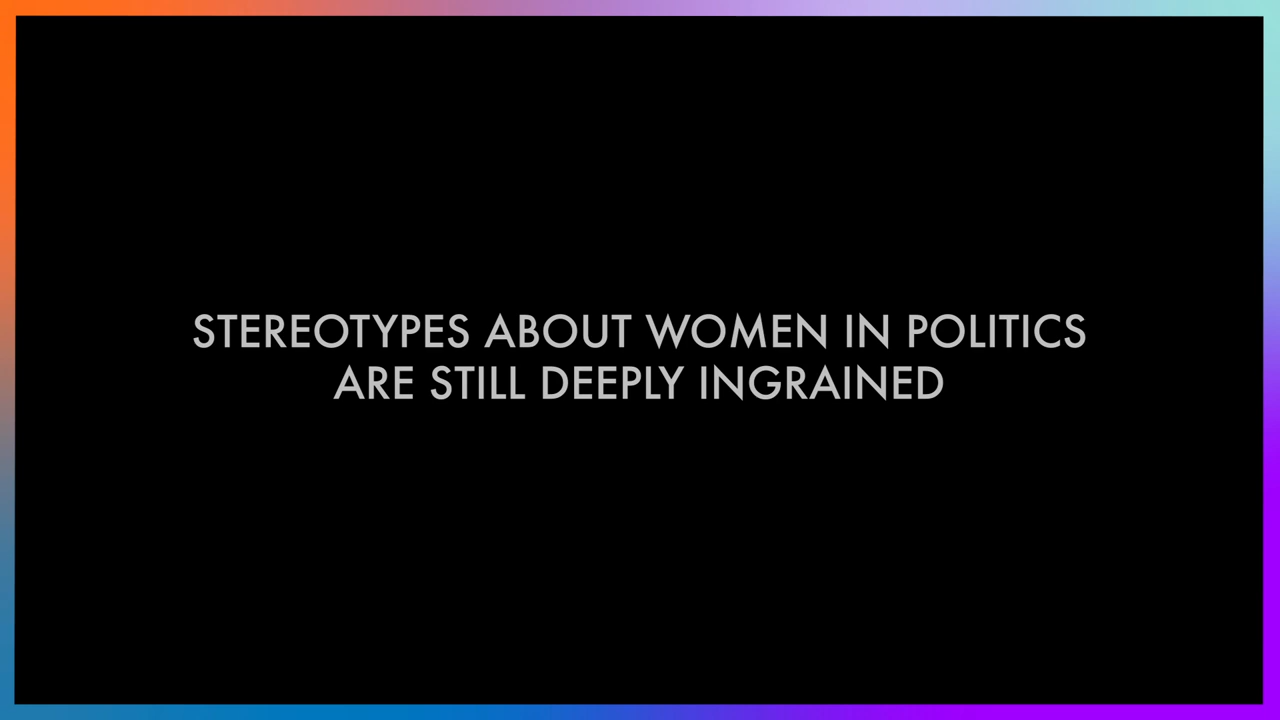 STEREOTYPES ABOUT WOMEN IN POLITICS
ARE STILL DEEPLY INGRAINED